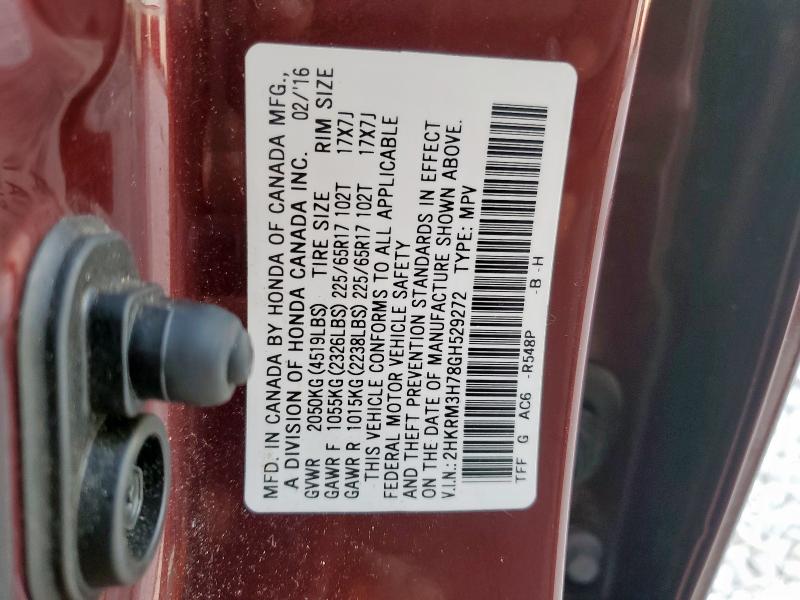 MFD. IN CANADA BY HONDA OF CANADA MFG.,
A DIVISION OF HONDA CANADA INC. 02/'16
GVWR 2050KG(4519LBS) TIRE SIZE RIM SIZE
GAWR F 1055KG(2326LBS) 225/65R17 102T 17X7J
GAWR R 1015KG(2238LBS) 225/65R17 102T 17X7J
THIS VEHICLE CONFORMS TO ALL APPLICABLE
FEDERAL MOTOR VEHICLE SAFETY
AND THEFT PREVENTION STANDARDS IN EFFECT
ON THE DATE OF MANUFACTURE SHOWN ABOVE.
V.I.N.: 2HKRM3H78GH529272 TYPE: MPV
TFF G AC6 -R548P -B -H